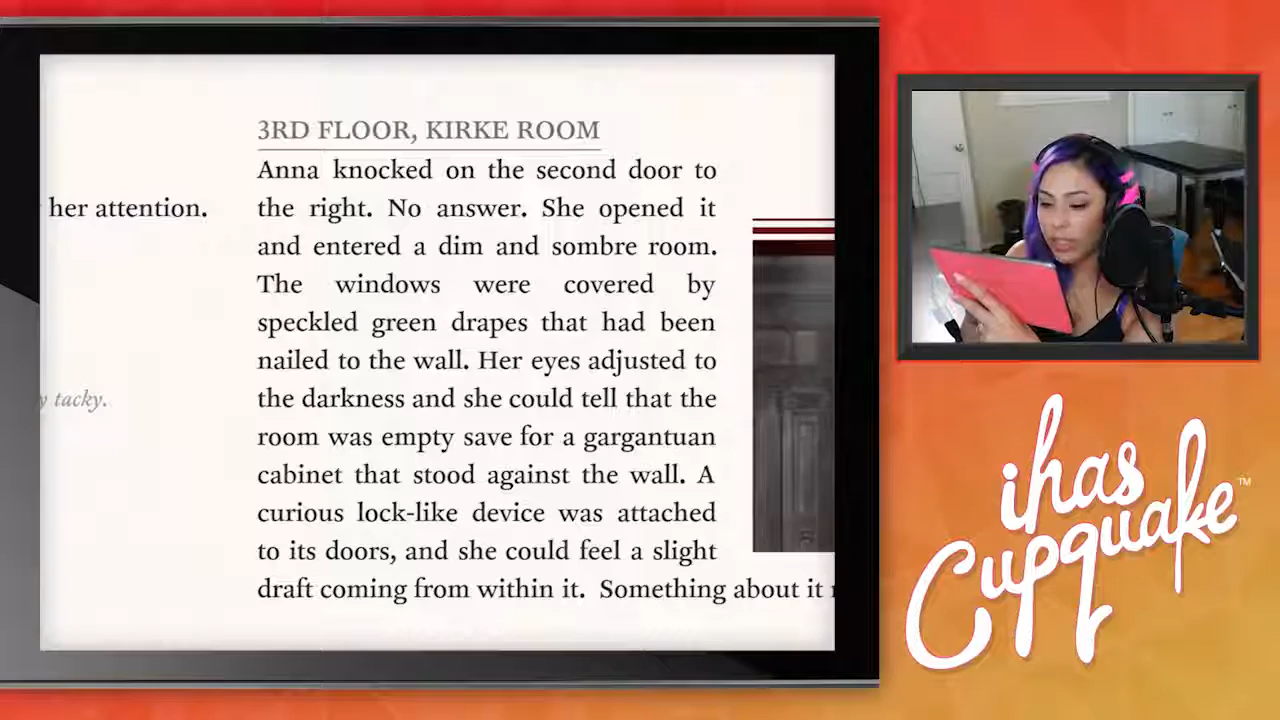 her attention.
tacky.
3RD FLOOR, KIRKE ROOM
Anna knocked on the second door to
the right. No answer. She opened it
and entered a dim and sombre room.
The windows were covered by
speckled green drapes that had been
nailed to the wall. Her eyes adjusted to
the darkness and she could tell that the
room was empty save for a gargantuan
cabinet that stood against the wall. A
curious lock-like device was attached
to its doors, and she could feel a slight
draft coming from within it. Something about it
ihas
Cupquake™